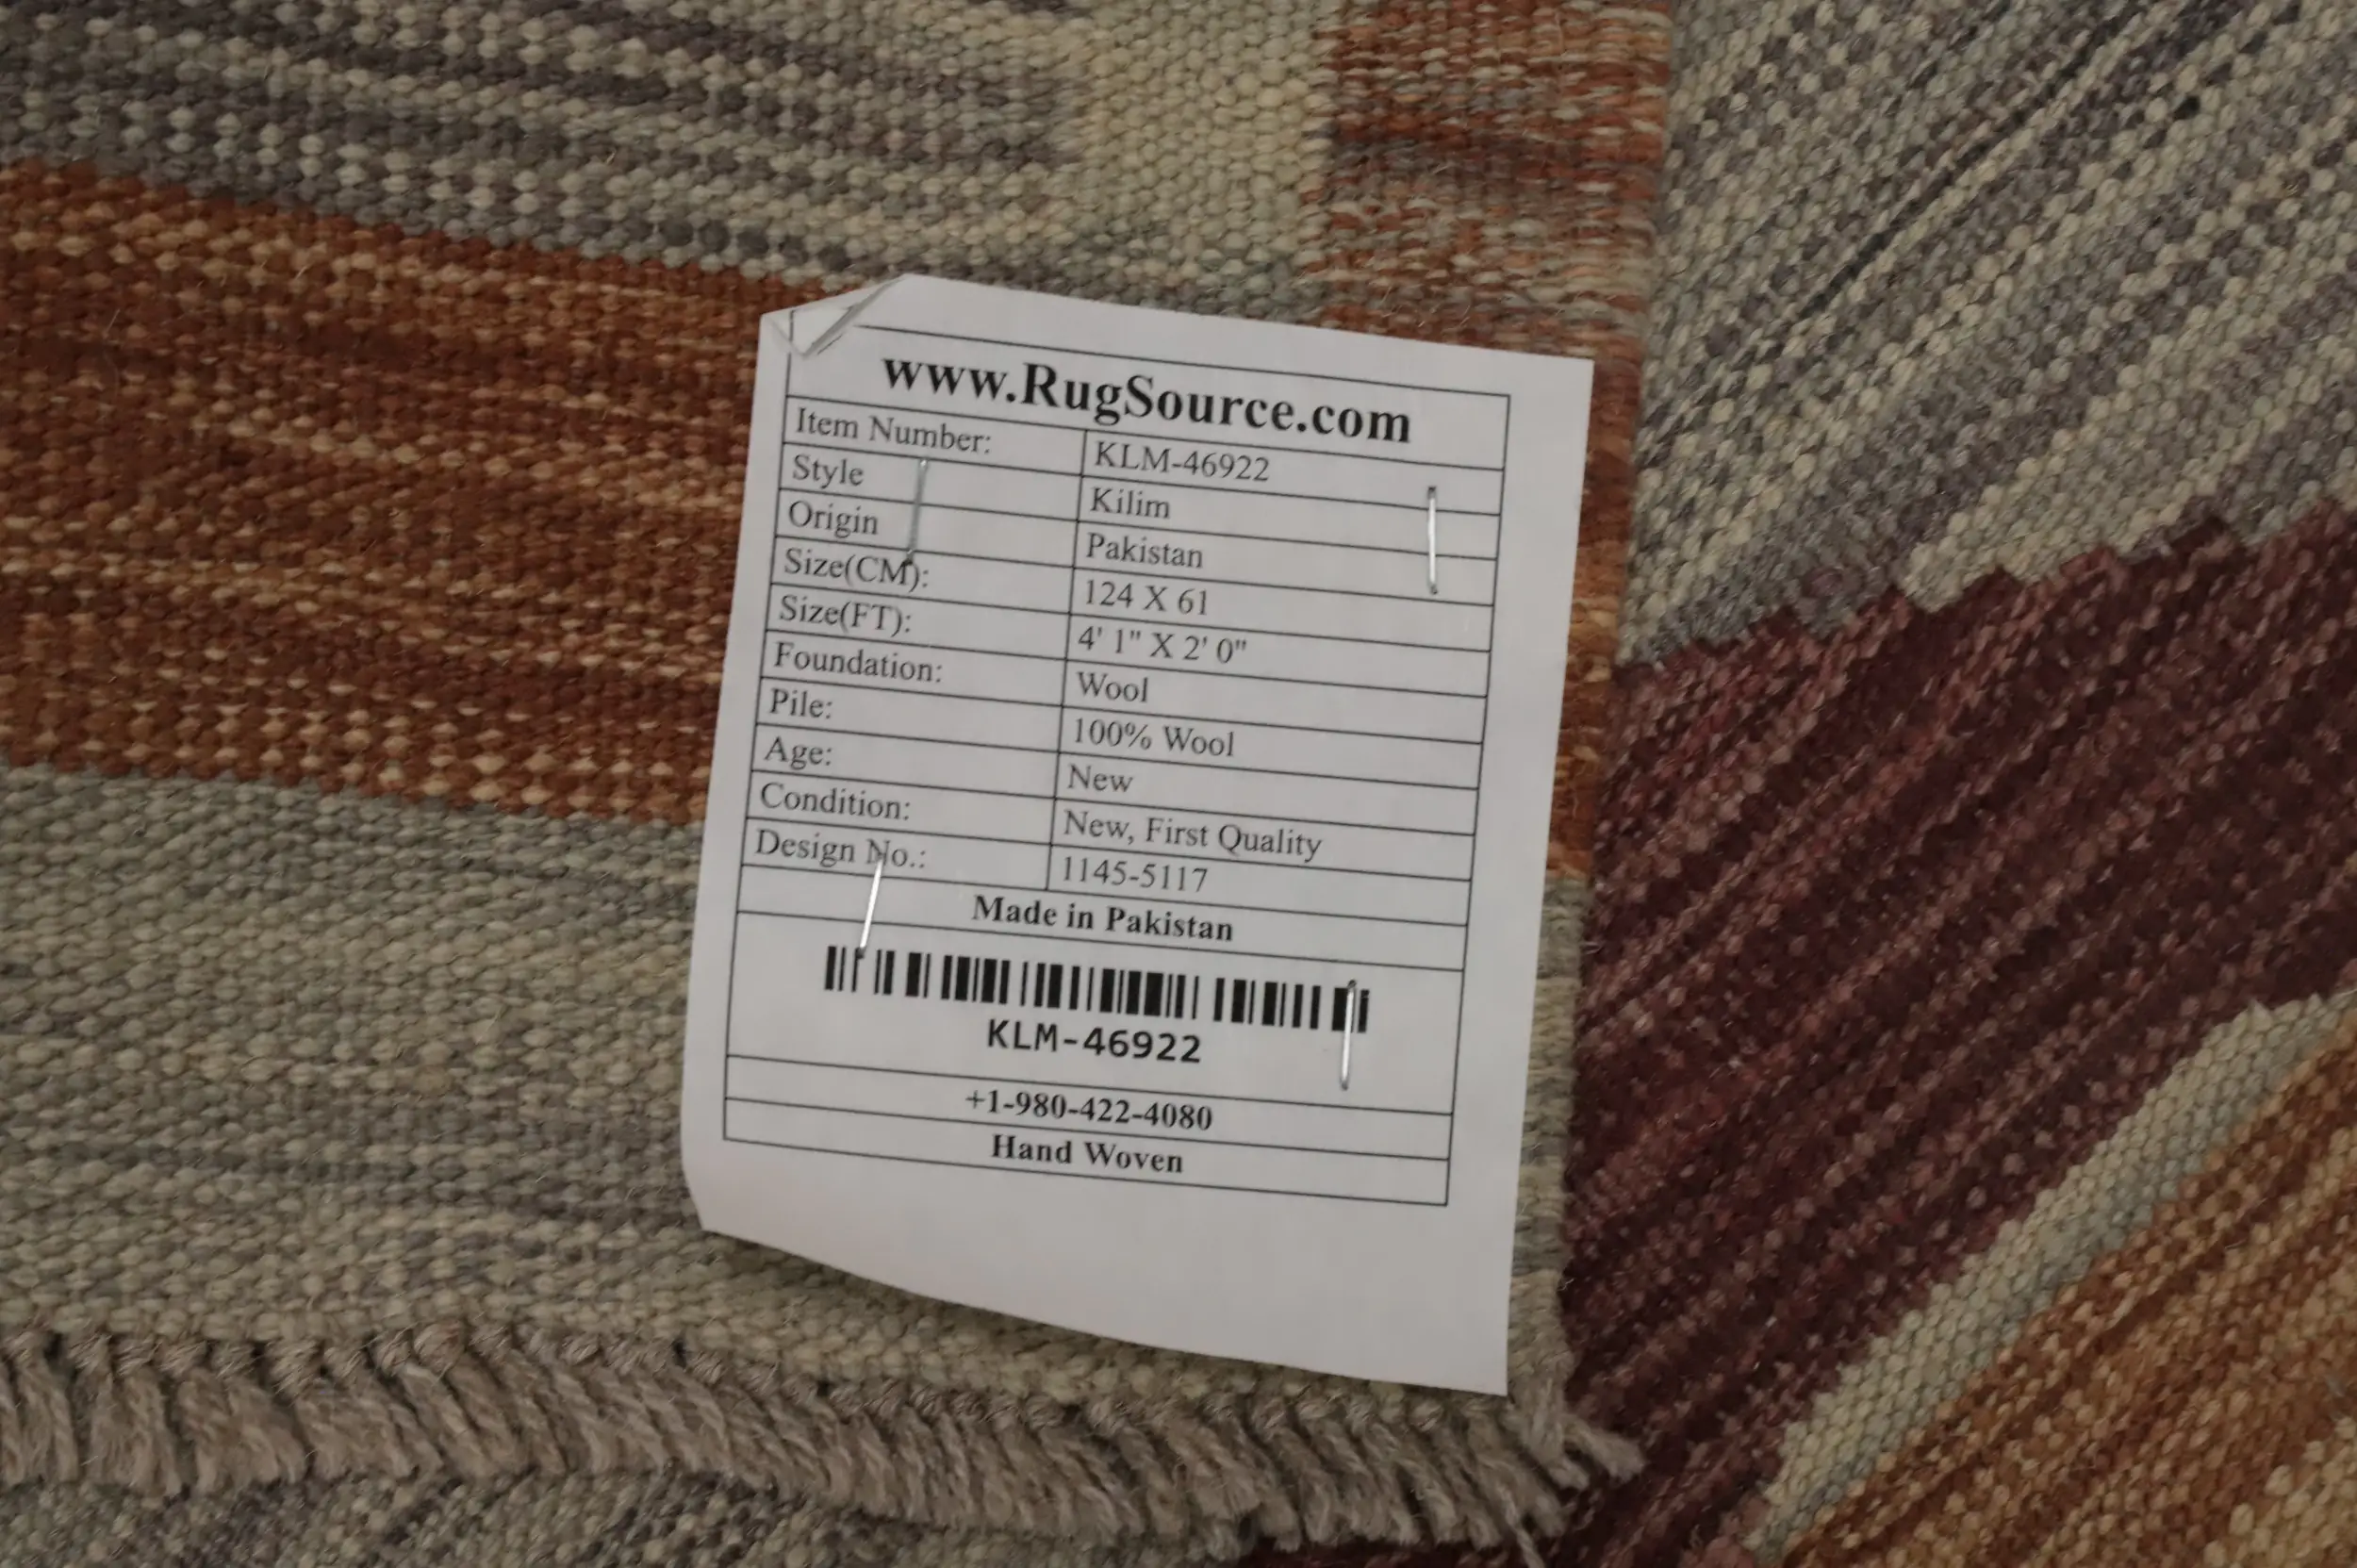 www.RugSource.com
Item Number: KLM-46922
Style Kilim
Origin Pakistan
Size(CM): 124 X 61
Size(FT): 4' 1" X 2' 0"
Foundation: Wool
Pile: 100% Wool
Age: New
Condition: New, First Quality
Design No.: 1145-5117
Made in Pakistan
KLM-46922
+1-980-422-4080
Hand Woven